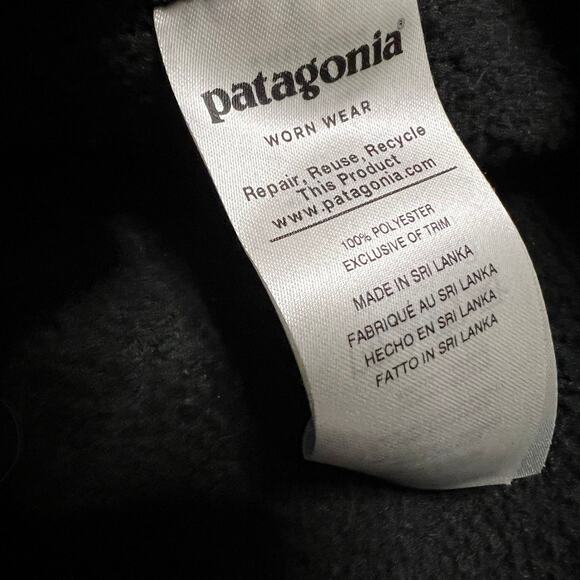 patagonia®
WORN WEAR
Repair, Reuse, Recycle
This Product
www.patagonia.com
100% POLYESTER
EXCLUSIVE OF TRIM
MADE IN SRI LANKA
FABRIQUÉ AU SRI LANKA
HECHO EN SRI LANKA
FATTO IN SRI LANKA